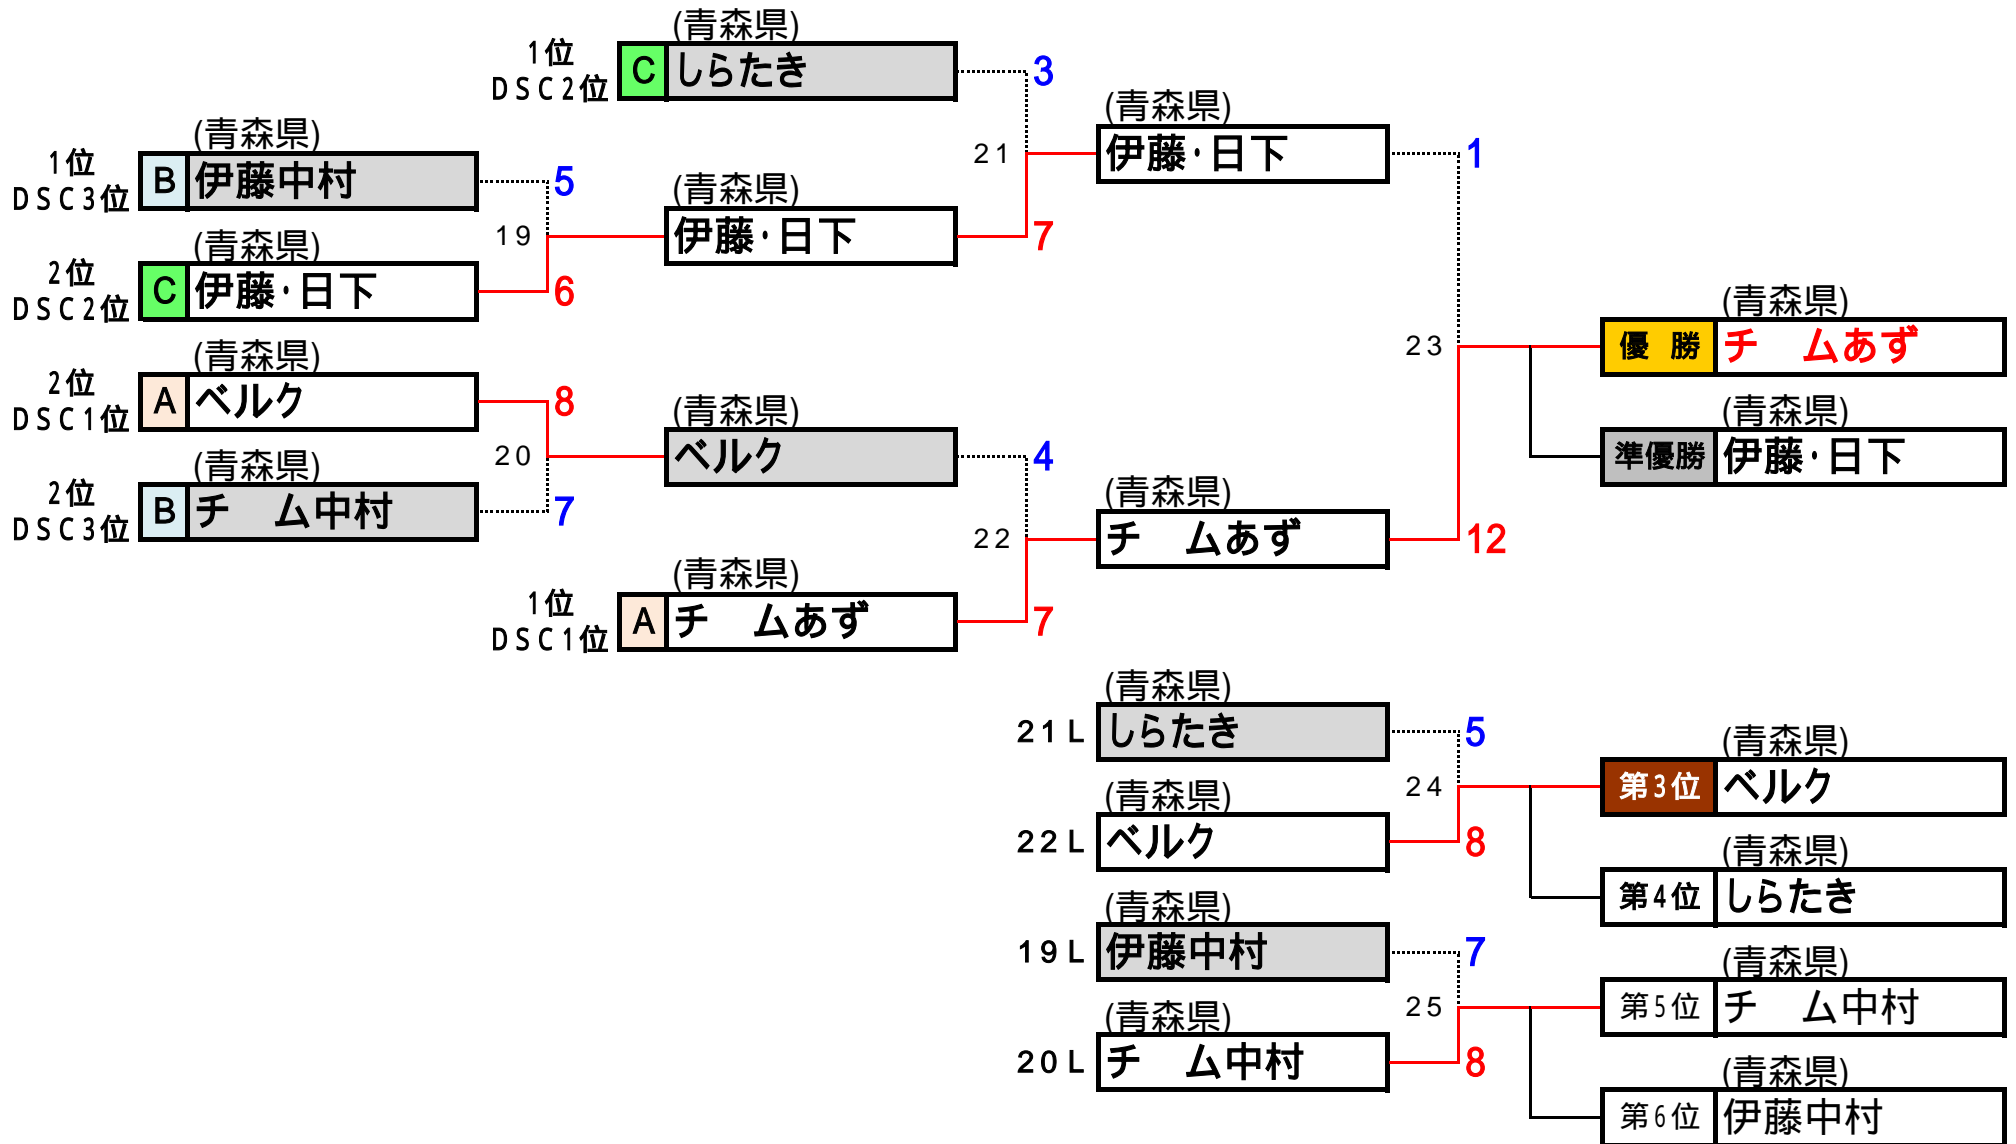 (青森県)
1位
DSC2位
C しらたき
3
(青森県)
1位
DSC3位
B 伊藤中村
5
(青森県)
2位
DSC2位
C 伊藤・日下
6
19
(青森県)
伊藤・日下
7
21
(青森県)
伊藤・日下
1
(青森県)
2位
DSC1位
A ベルク
8
(青森県)
2位
DSC3位
B チ ム中村
7
20
(青森県)
ベルク
4
(青森県)
1位
DSC1位
A チ ムあず
7
22
(青森県)
チ ムあず
12
23
(青森県)
優 勝 チ ムあず
(青森県)
準優勝 伊藤・日下
(青森県)
21L しらたき
5
(青森県)
22L ベルク
8
24
(青森県)
第3位 ベルク
(青森県)
第4位 しらたき
(青森県)
19L 伊藤中村
7
(青森県)
20L チ ム中村
8
25
(青森県)
第5位 チ ム中村
(青森県)
第6位 伊藤中村